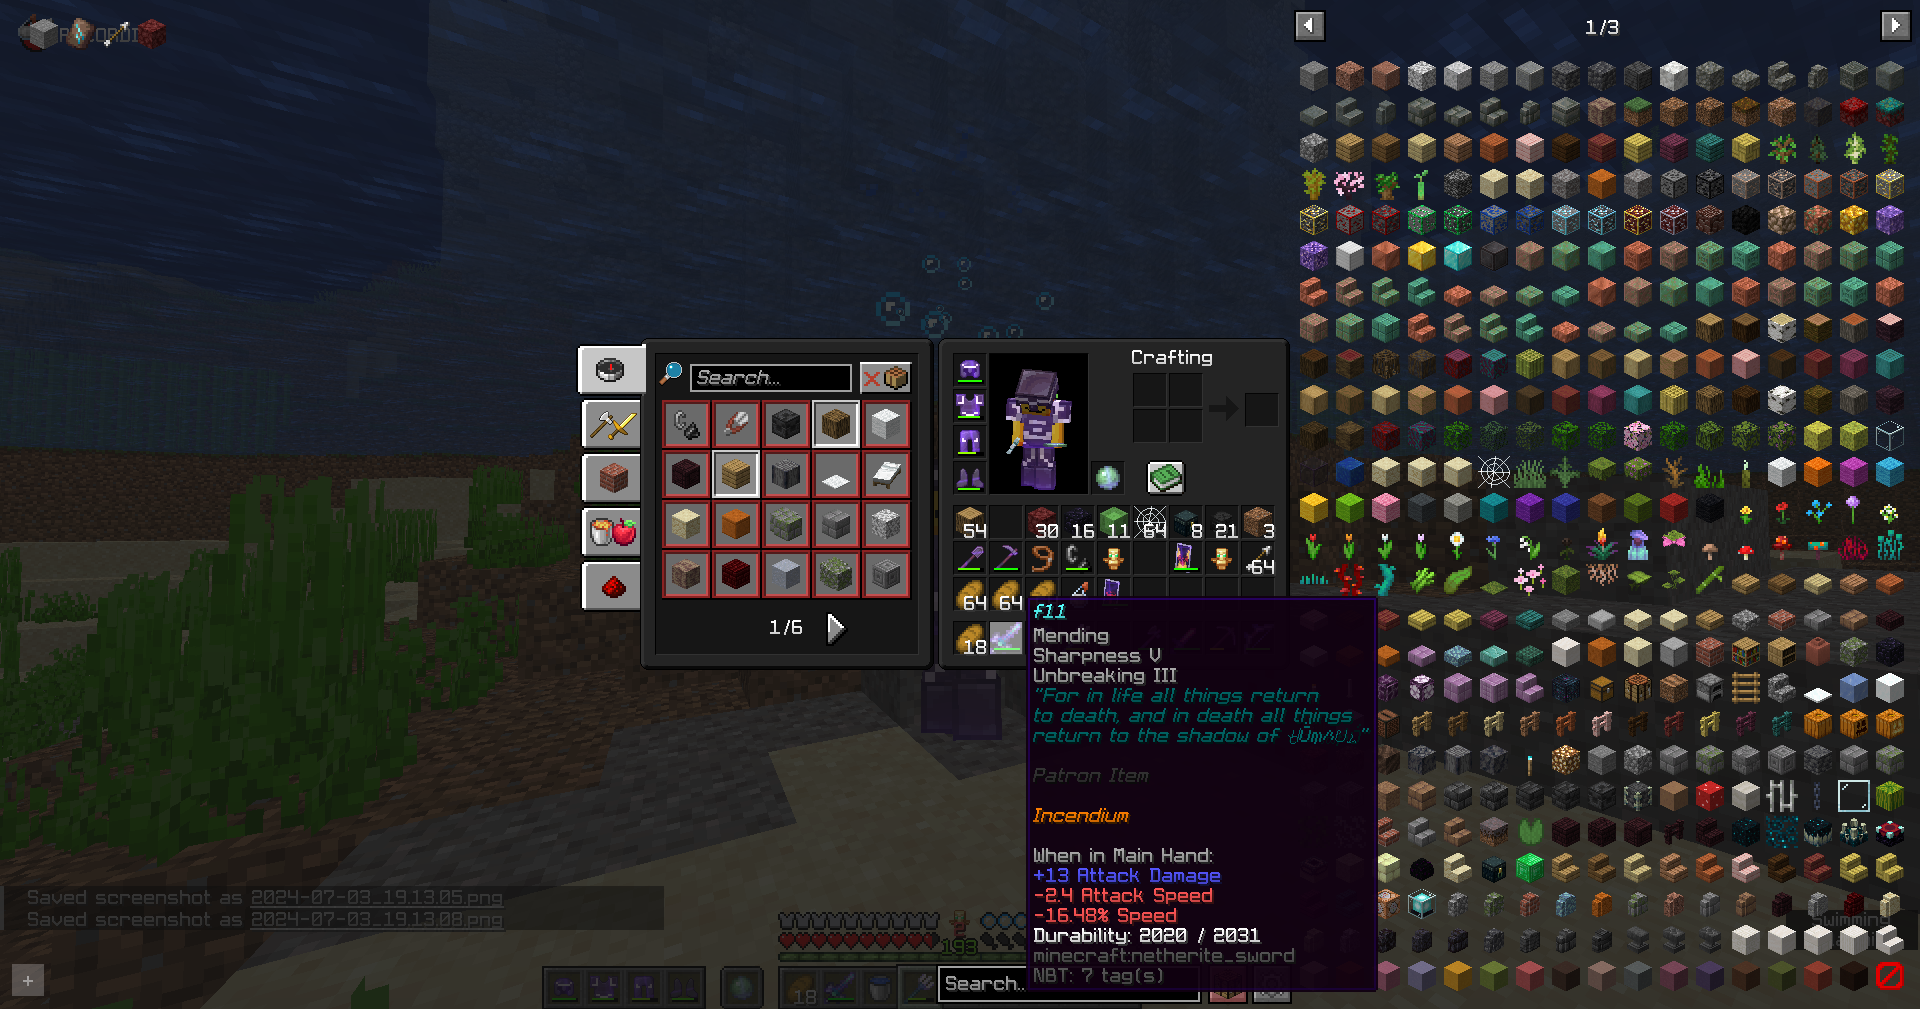 1/3
Crafting
Search...
54
30
16
11
64
8
21
3
64
64
64
1/6
18
f11
Mending
Sharpness V
Unbreaking III
"For in life all things return
to death, and in death all things
return to the shadow of
Patron Item
Incendium
When in Main Hand:
+13 Attack Damage
-2.4 Attack Speed
-16.48% Speed
Durability: 2020 / 2031
minecraft:netherite_sword
NBT: 7 tag(s)
Saved screenshot as 2024-07-03_19.13.05.png
Saved screenshot as 2024-07-03_19.13.08.png
Swimming
193
18
Search...